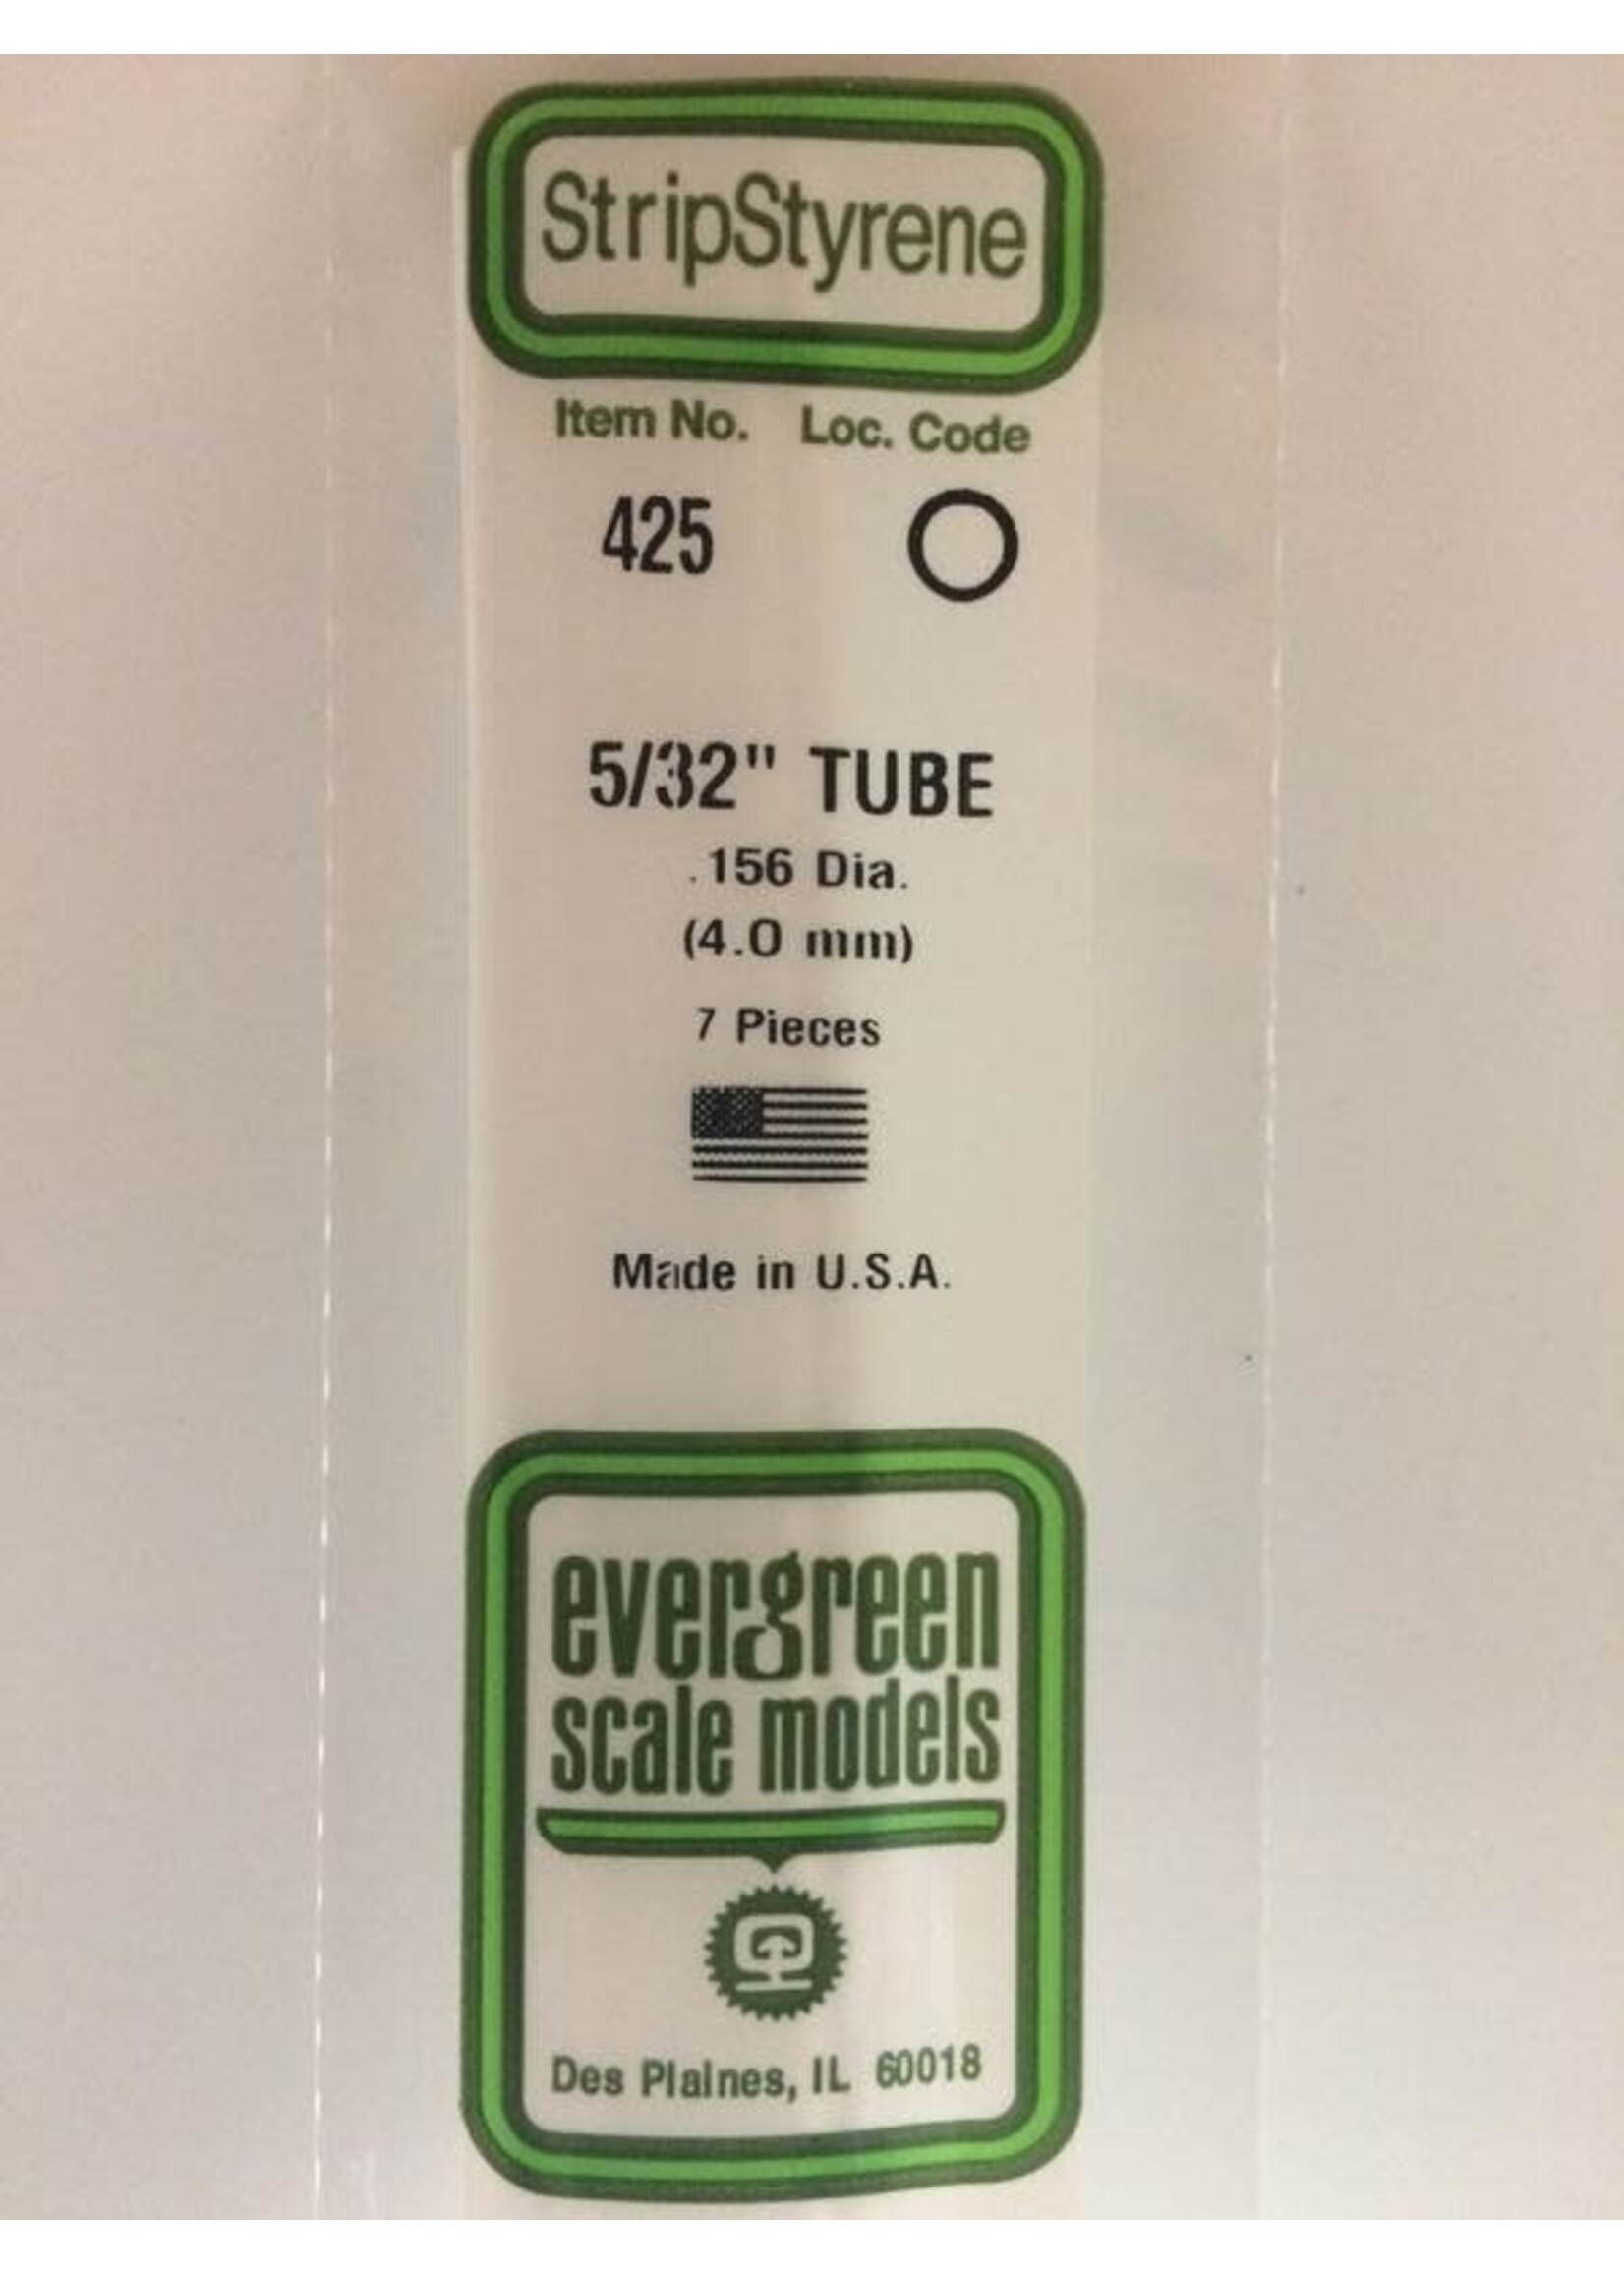 StripStyrene
Item No. Loc. Code
425
5/32" TUBE
.156 Dia.
(4.0 mm)
7 Pieces
Made in U.S.A.
evergreen
scale models
Des Plaines, IL 60018